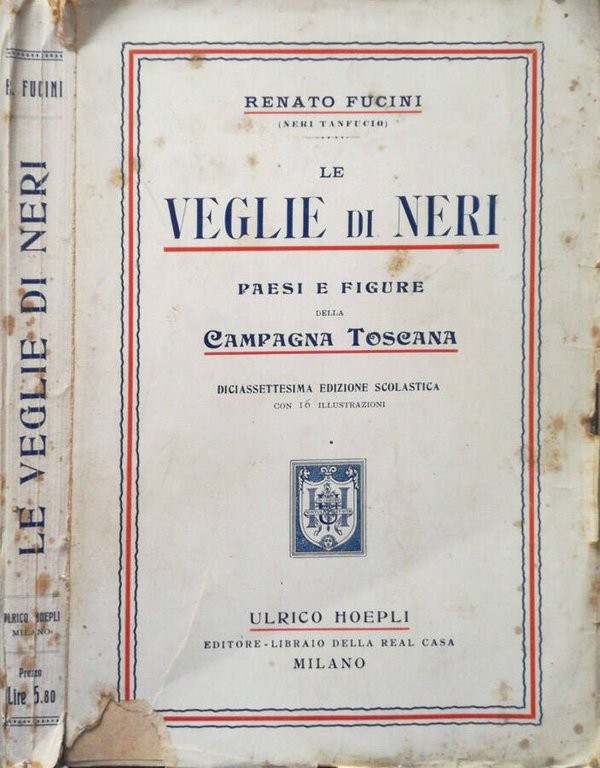 R. FUCINI
LE VEGLIE DI NERI
ULRICO HOEPLI
MILANO
Prezzo
Lire 5.80
RENATO FUCINI
(NERI TANFUCIO)
LE
VEGLIE DI NERI
PAESI E FIGURE
DELLA
CAMPAGNA TOSCANA
DICIASSETTESIMA EDIZIONE SCOLASTICA
CON 16 ILLUSTRAZIONI
ULRICO HOEPLI
EDITORE-LIBRAIO DELLA REAL CASA
MILANO